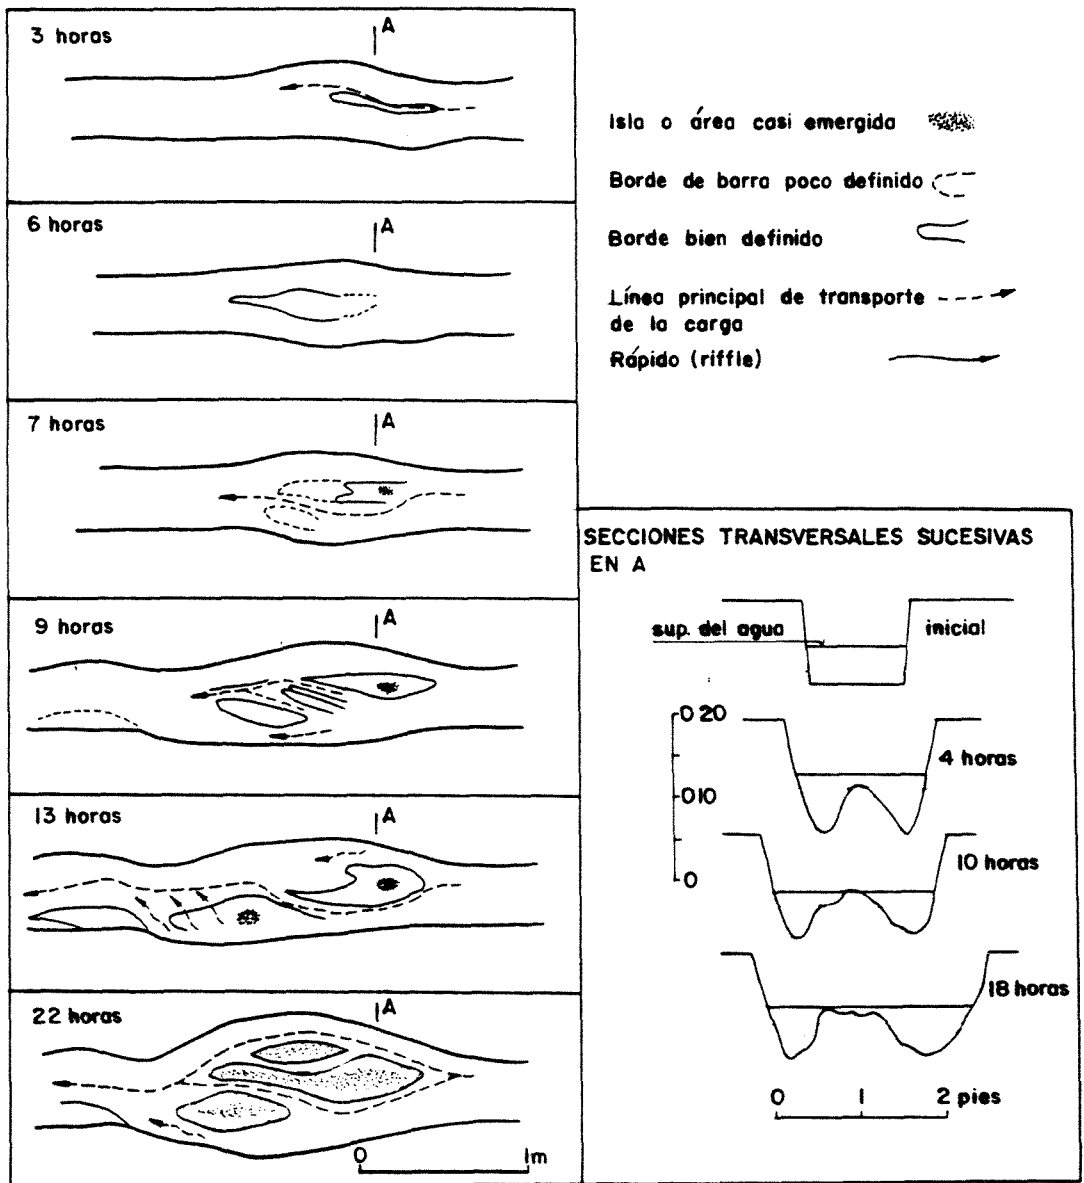 3 horas
A
6 horas
A
7 horas
A
9 horas
A
13 horas
A
22 horas
A
0 1m
Isla o área casi emergida
Borde de barra poco definido
Borde bien definido
Línea principal de transporte
de la carga
Rápido (riffle)
SECCIONES TRANSVERSALES SUCESIVAS
EN A
sup. del agua inicial
0 20
4 horas
0 10
10 horas
0
18 horas
0 1 2 pies